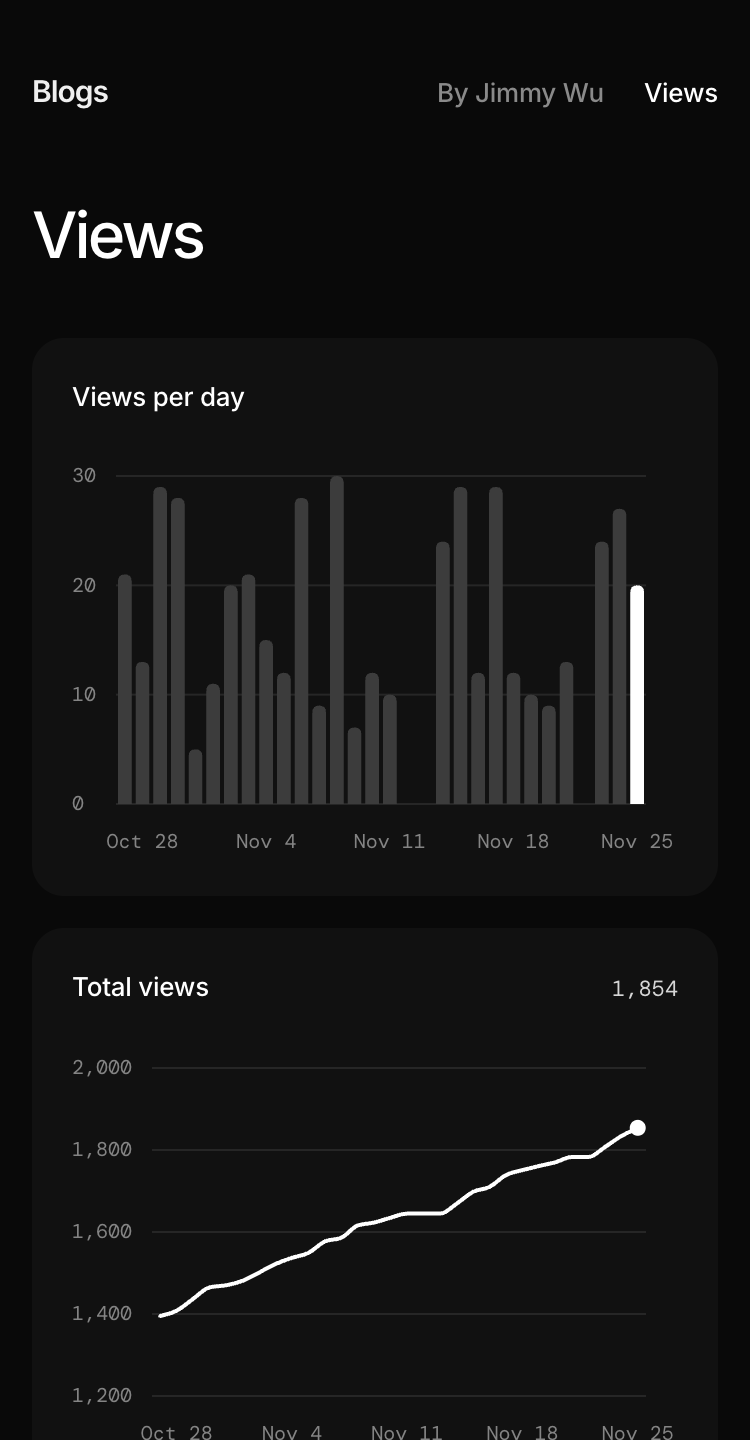 Blogs By Jimmy Wu Views
Views
Views per day
30
20
10
0
Oct 28 Nov 4 Nov 11 Nov 18 Nov 25
Total views 1,854
2,000
1,800
1,600
1,400
1,200
Oct 28 Nov 4 Nov 11 Nov 18 Nov 25